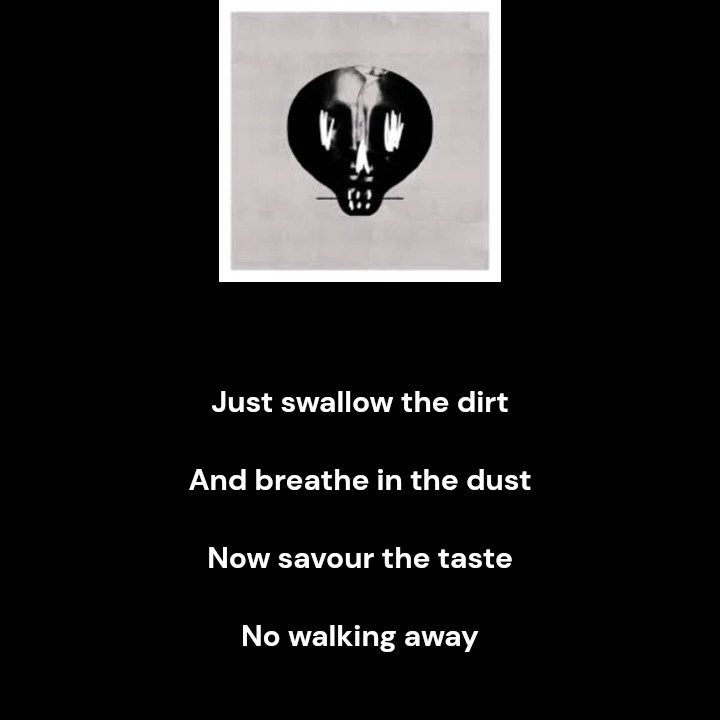 Just swallow the dirt
And breathe in the dust
Now savour the taste
No walking away